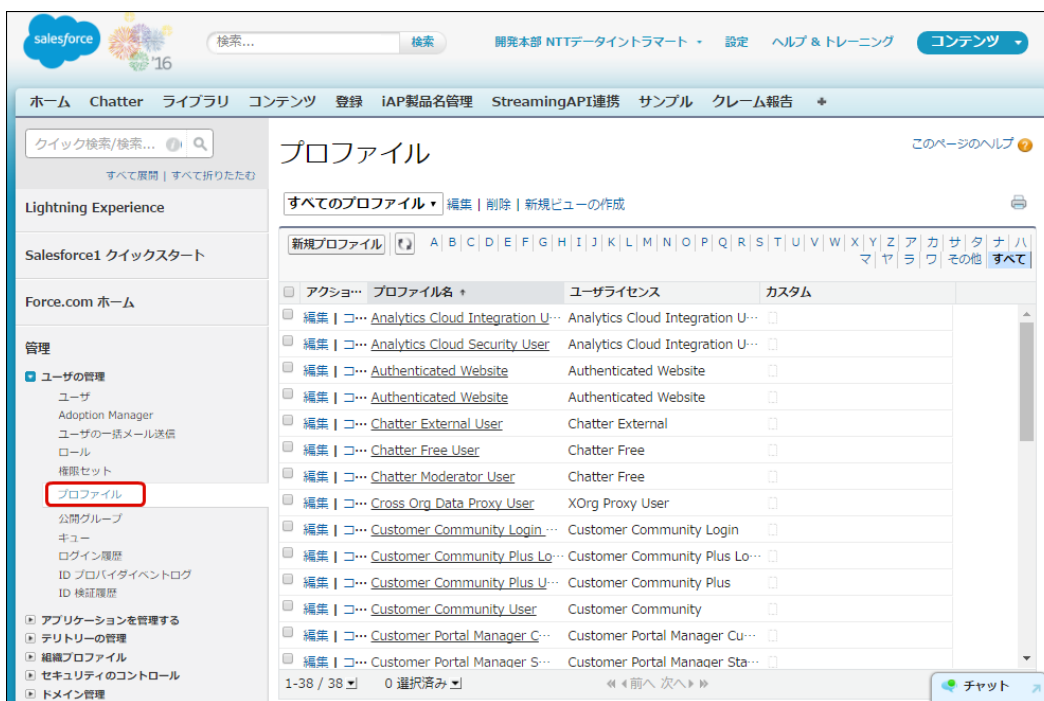 salesforce
'16
検索...
検索
開発本部 NTTデータイントラマート
設定
ヘルプ & トレーニング
コンテンツ
ホーム Chatter ライブラリ コンテンツ 登録 iAP製品名管理 StreamingAPI連携 サンプル クレーム報告 +
クイック検索/検索...
すべて展開 | すべて折りたたむ
Lightning Experience
Salesforce1 クイックスタート
Force.com ホーム
管理
ユーザの管理
ユーザ
Adoption Manager
ユーザの一括メール送信
ロール
権限セット
プロファイル
公開グループ
キュー
ログイン履歴
ID プロバイダイベントログ
ID 検証履歴
アプリケーションを管理する
テリトリーの管理
組織プロファイル
セキュリティのコントロール
ドメイン管理
プロファイル
このページのヘルプ
すべてのプロファイル 編集 | 削除 | 新規ビューの作成
新規プロファイル A | B | C | D | E | F | G | H | I | J | K | L | M | N | O | P | Q | R | S | T | U | V | W | X | Y | Z | ア | カ | サ | タ | ナ | ハ |
マ | ヤ | ラ | ワ | その他 | すべて
アクショ… プロファイル名 ↑ ユーザライセンス カスタム
編集 | コ… Analytics Cloud Integration U… Analytics Cloud Integration U…
編集 | コ… Analytics Cloud Security User Analytics Cloud Integration U…
編集 | コ… Authenticated Website Authenticated Website
編集 | コ… Authenticated Website Authenticated Website
編集 | コ… Chatter External User Chatter External
編集 | コ… Chatter Free User Chatter Free
編集 | コ… Chatter Moderator User Chatter Free
編集 | コ… Cross Org Data Proxy User XOrg Proxy User
編集 | コ… Customer Community Login … Customer Community Login
編集 | コ… Customer Community Plus Lo… Customer Community Plus Lo…
編集 | コ… Customer Community Plus U… Customer Community Plus
編集 | コ… Customer Community User Customer Community
編集 | コ… Customer Portal Manager C… Customer Portal Manager Cu…
編集 | コ… Customer Portal Manager S… Customer Portal Manager Sta…
1-38 / 38 0 選択済み 前へ 次へ
チャット